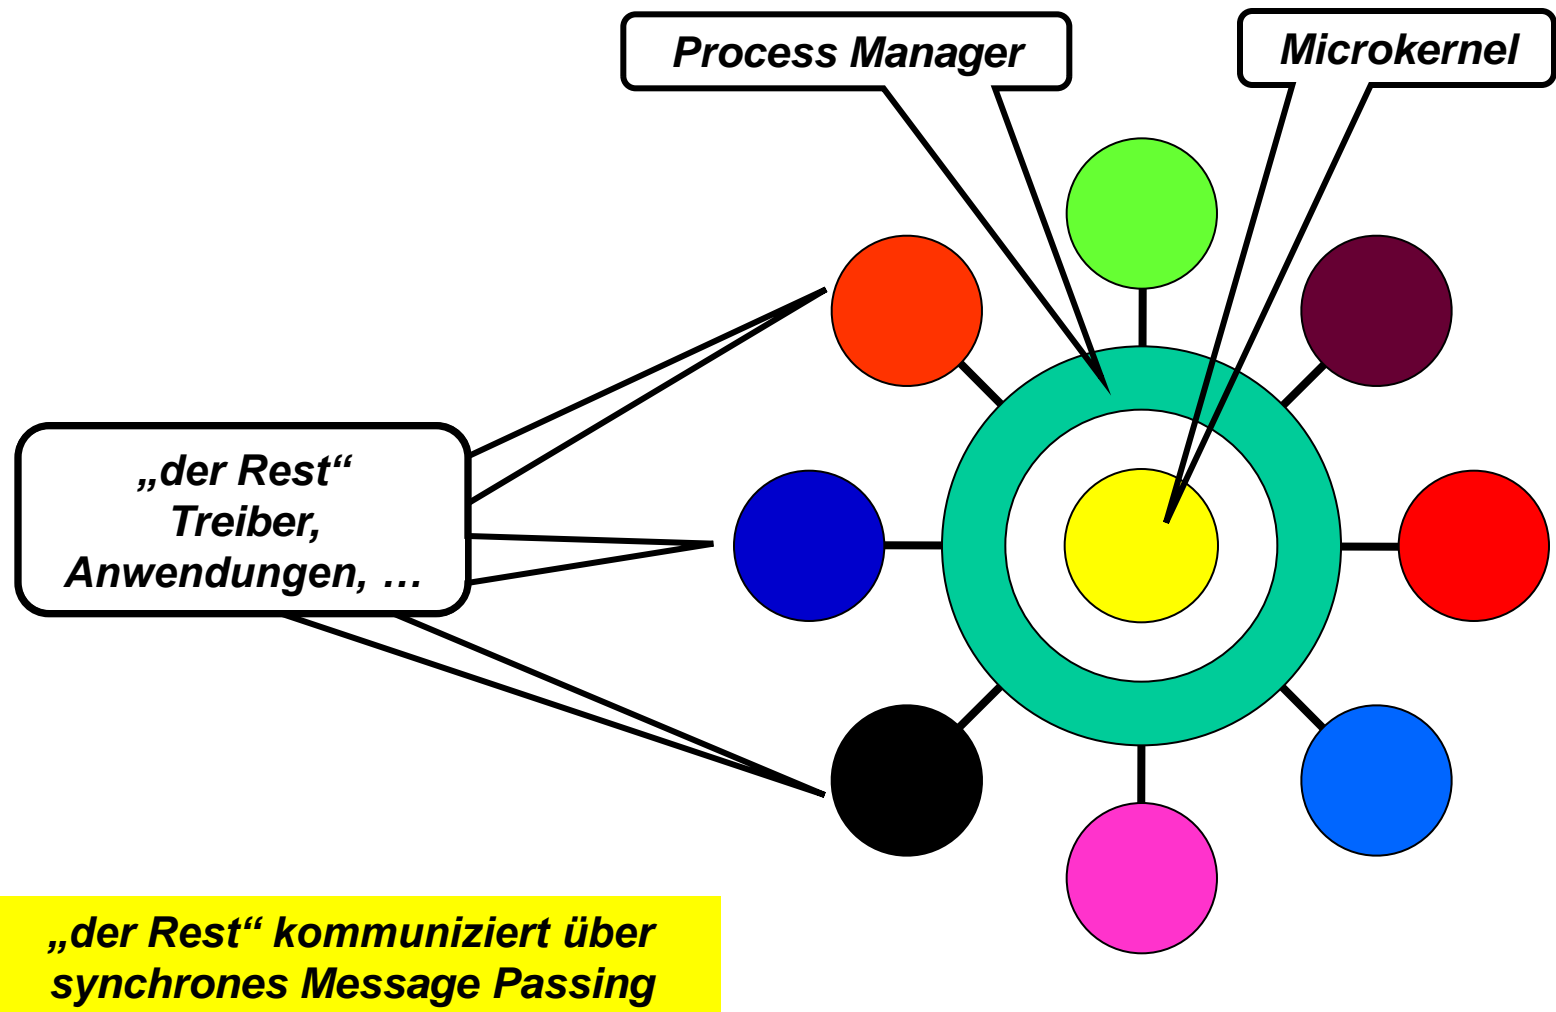 Process Manager
Microkernel
„der Rest“
Treiber,
Anwendungen, …
„der Rest“ kommuniziert über
synchrones Message Passing